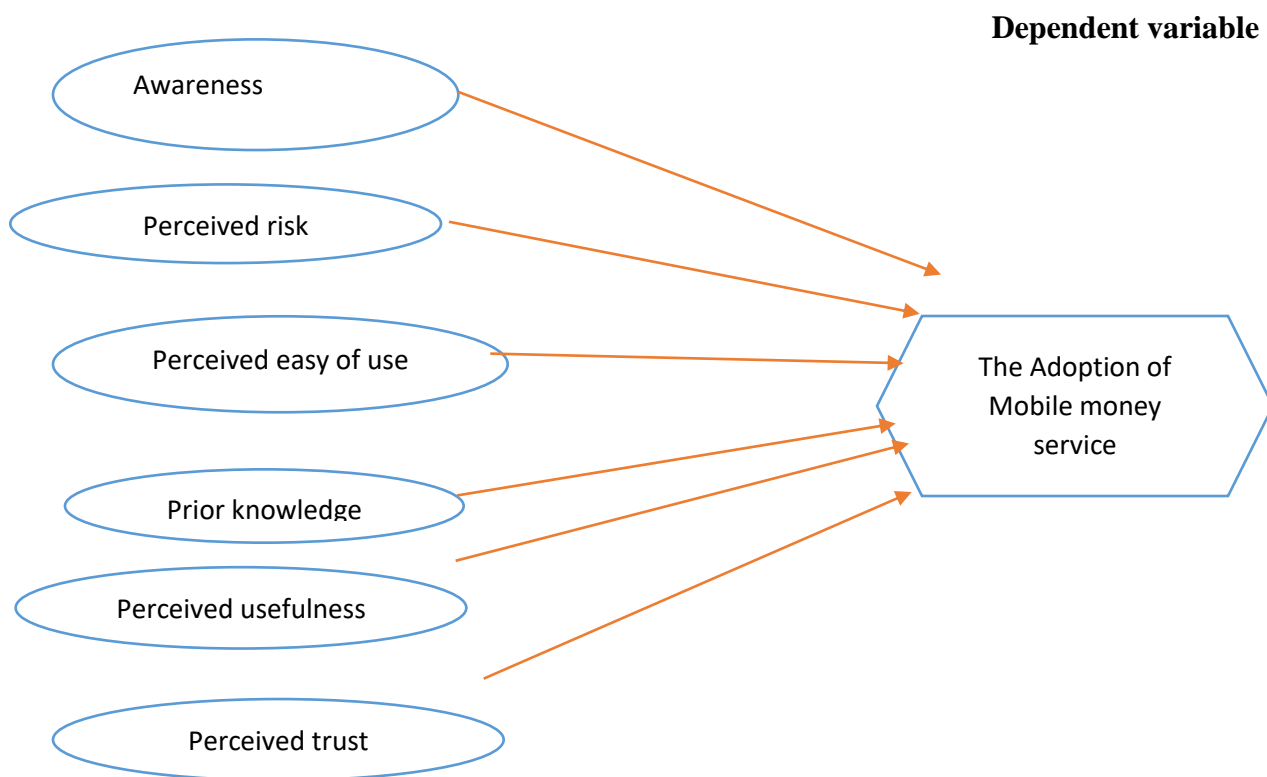 Dependent variable
Awareness
Perceived risk
Perceived easy of use
Prior knowledge
Perceived usefulness
Perceived trust
The Adoption of
Mobile money
service